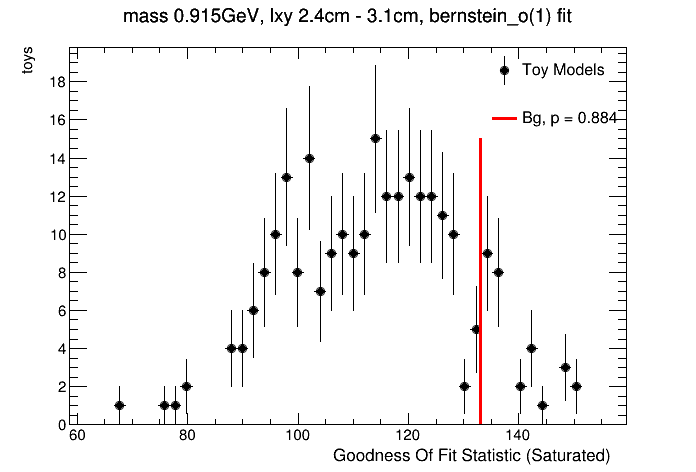 mass 0.915GeV, lxy 2.4cm - 3.1cm, bernstein_o(1) fit
toys
Toy Models
Bg, p = 0.884
18
16
14
12
10
8
6
4
2
0
60 80 100 120 140
Goodness Of Fit Statistic (Saturated)